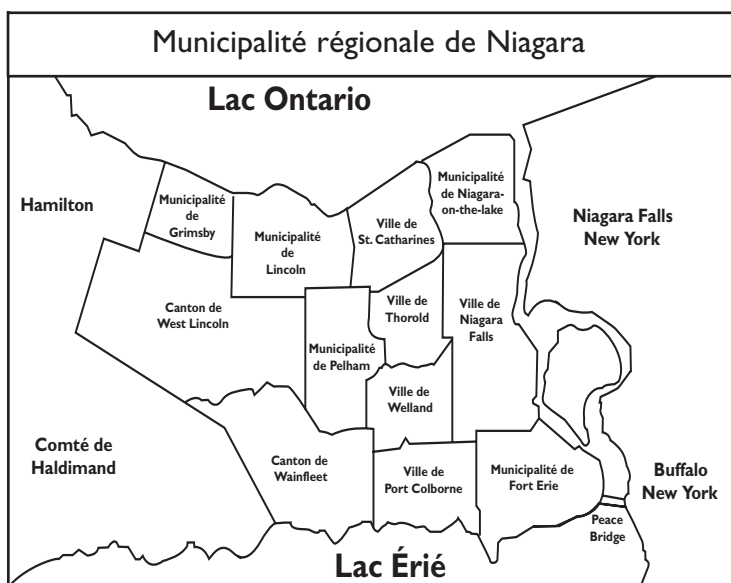 Municipalité régionale de Niagara
Lac Ontario
Hamilton
Municipalité
de
Grimsby
Municipalité
de
Lincoln
Ville de
St. Catharines
Municipalité
de Niagara-
on-the-lake
Niagara Falls
New York
Canton de
West Lincoln
Municipalité
de Pelham
Ville de
Thorold
Ville de
Niagara
Falls
Ville de
Welland
Comté de
Haldimand
Canton de
Wainfleet
Ville de
Port Colborne
Municipalité de
Fort Erie
Buffalo
New York
Peace
Bridge
Lac Érié